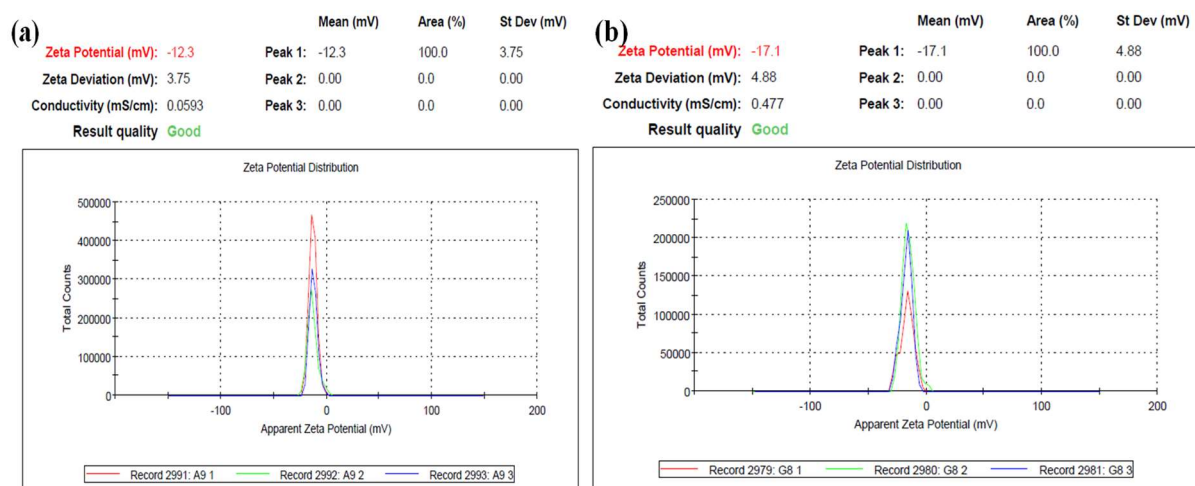 (a)
Mean (mV) Area (%) St Dev (mV)
Zeta Potential (mV): -12.3 Peak 1: -12.3 100.0 3.75
Zeta Deviation (mV): 3.75 Peak 2: 0.00 0.0 0.00
Conductivity (mS/cm): 0.0593 Peak 3: 0.00 0.0 0.00
Result quality Good
Zeta Potential Distribution
500000
400000
300000
200000
100000
0
Total Counts
-100 0 100 200
Apparent Zeta Potential (mV)
Record 2991: A9 1 Record 2992: A9 2 Record 2993: A9 3
(b)
Mean (mV) Area (%) St Dev (mV)
Zeta Potential (mV): -17.1 Peak 1: -17.1 100.0 4.88
Zeta Deviation (mV): 4.88 Peak 2: 0.00 0.0 0.00
Conductivity (mS/cm): 0.477 Peak 3: 0.00 0.0 0.00
Result quality Good
Zeta Potential Distribution
250000
200000
150000
100000
50000
0
Total Counts
-100 0 100 200
Apparent Zeta Potential (mV)
Record 2979: G8 1 Record 2980: G8 2 Record 2981: G8 3